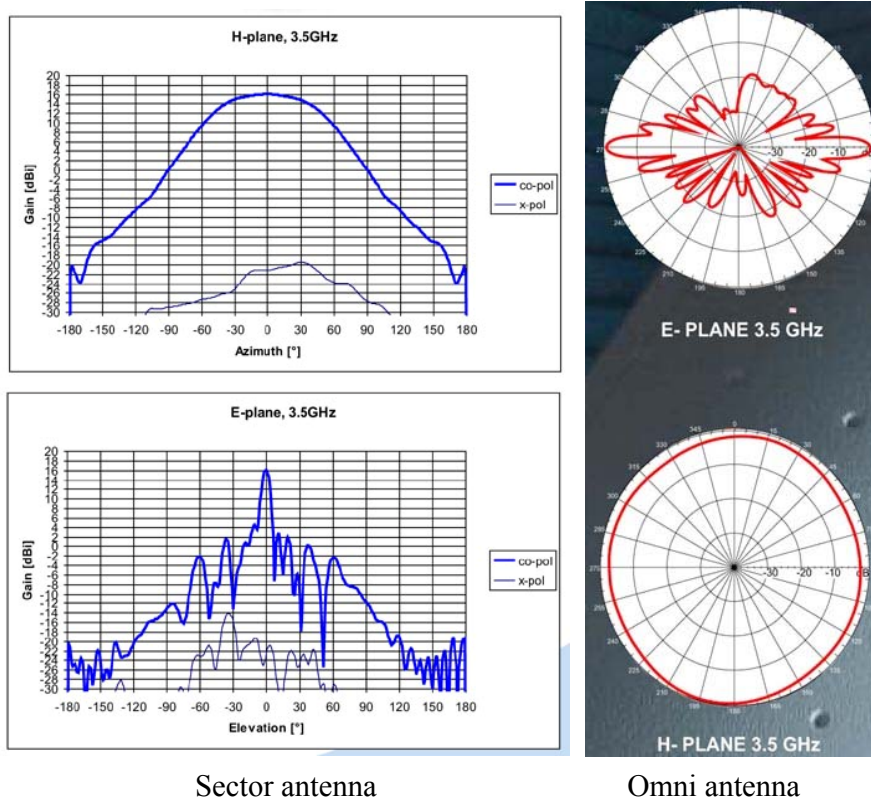 H-plane, 3.5GHz
Gain [dBi]
20
18
16
14
12
10
8
6
4
2
0
-2
-4
-6
-8
-10
-12
-14
-16
-18
-20
-22
-24
-26
-28
-30
-180 -150 -120 -90 -60 -30 0 30 60 90 120 150 180
Azimuth [°]
co-pol
x-pol
E-plane, 3.5GHz
Gain [dBi]
20
18
16
14
12
10
8
6
4
2
0
-2
-4
-6
-8
-10
-12
-14
-16
-18
-20
-22
-24
-26
-28
-30
-180 -150 -120 -90 -60 -30 0 30 60 90 120 150 180
Elevation [°]
co-pol
x-pol
Sector antenna
-30 -20 -10
E- PLANE 3.5 GHz
0
-30 -20 -10 dB
H- PLANE 3.5 GHz
Omni antenna